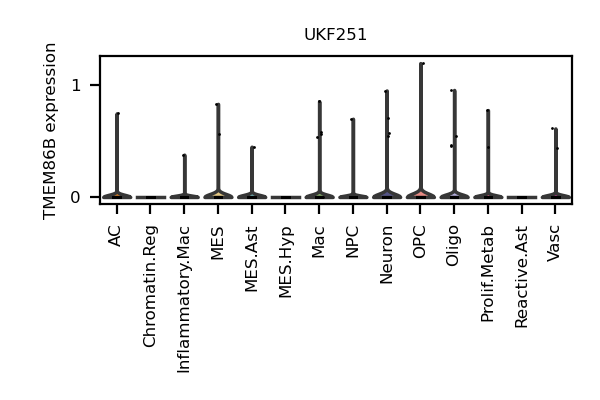 UKF251
TMEM86B expression
1
0
AC
Chromatin.Reg
Inflammatory.Mac
MES
MES.Ast
MES.Hyp
Mac
NPC
Neuron
OPC
Oligo
Prolif.Metab
Reactive.Ast
Vasc